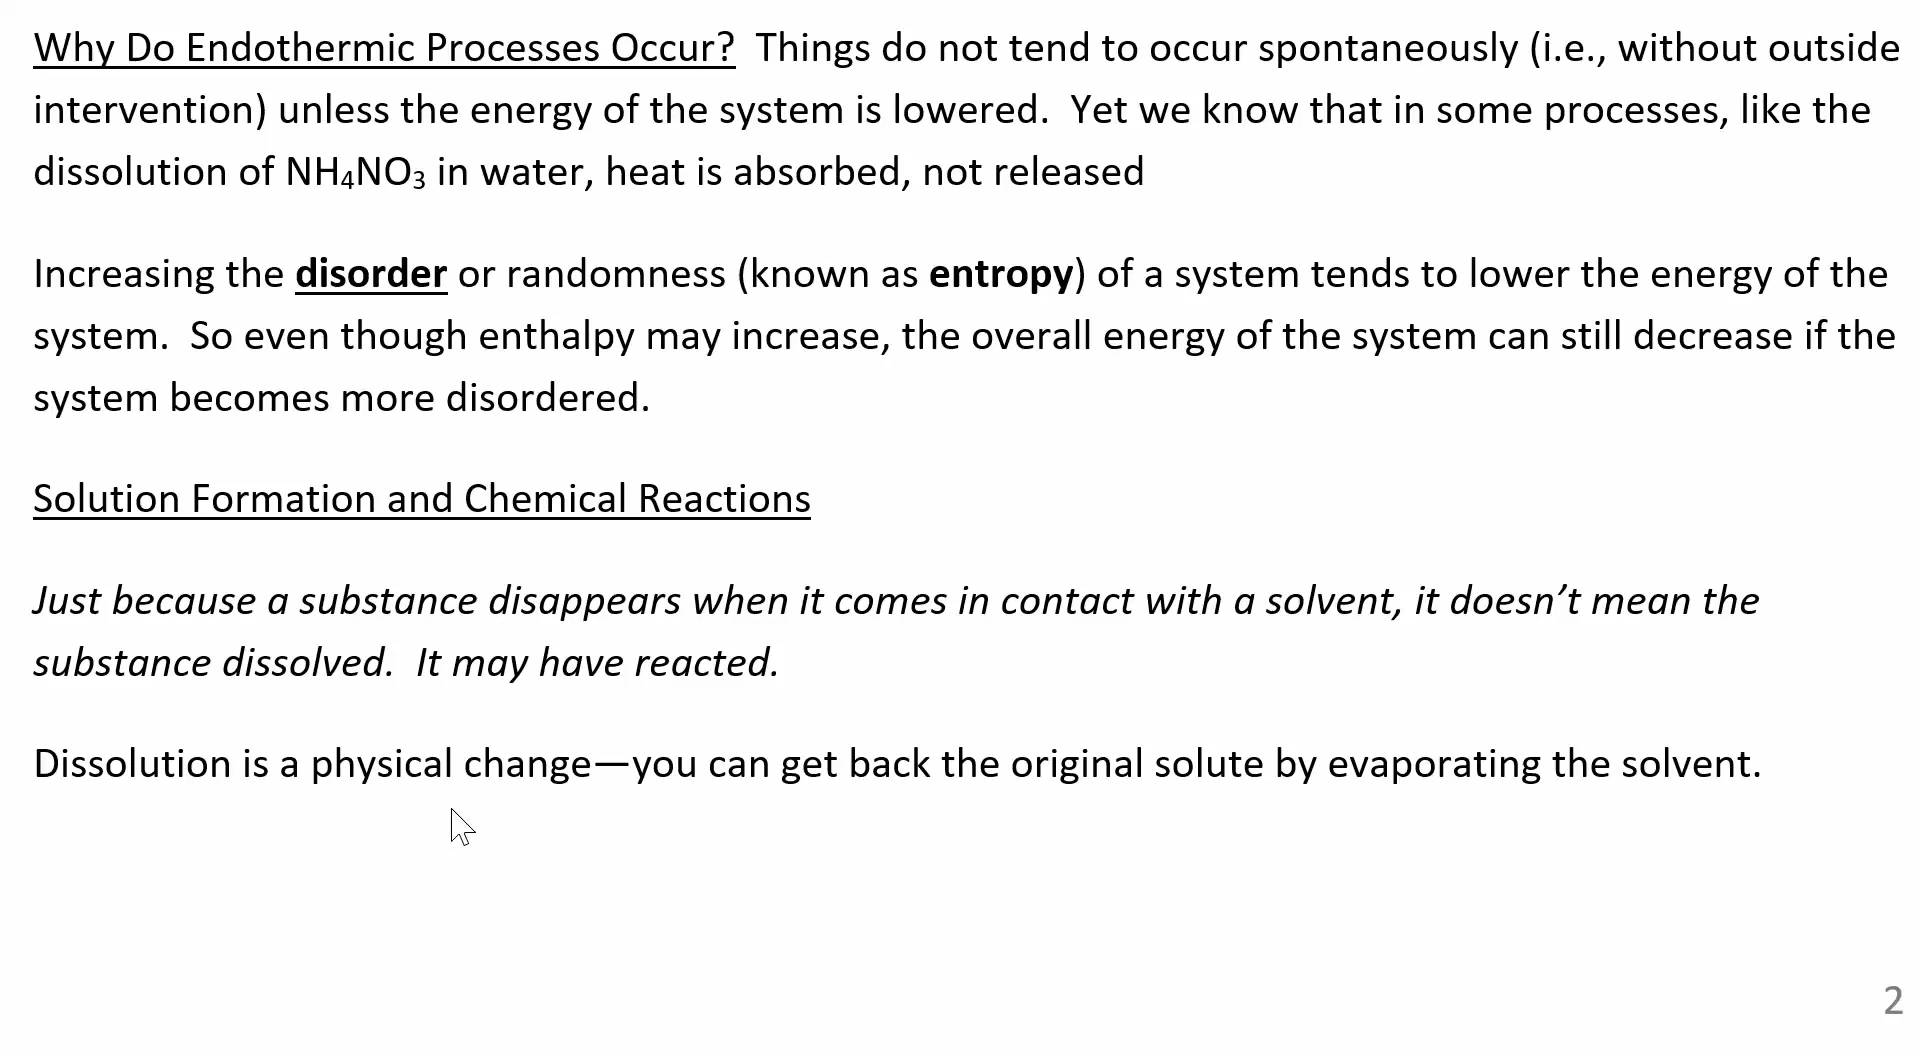 Why Do Endothermic Processes Occur?  Things do not tend to occur spontaneously (i.e., without outside
intervention) unless the energy of the system is lowered.  Yet we know that in some processes, like the
dissolution of NH₄NO₃ in water, heat is absorbed, not released
Increasing the disorder or randomness (known as entropy) of a system tends to lower the energy of the
system.  So even though enthalpy may increase, the overall energy of the system can still decrease if the
system becomes more disordered.
Solution Formation and Chemical Reactions
Just because a substance disappears when it comes in contact with a solvent, it doesn’t mean the
substance dissolved.  It may have reacted.
Dissolution is a physical change—you can get back the original solute by evaporating the solvent.
2